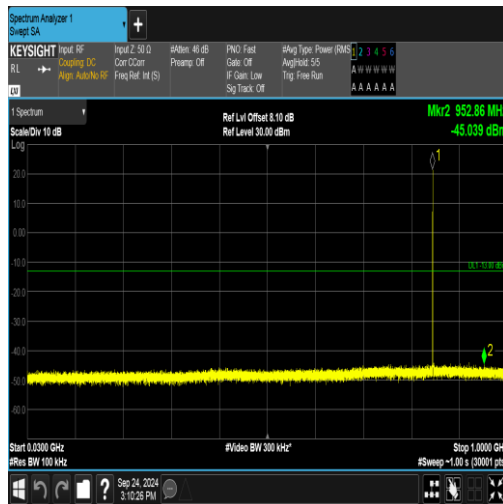 Spectrum Analyzer 1
Swept SA
KEYSIGHT
RL
LXI
Input: RF
Coupling: DC
Align: Auto/No RF
Input Z: 50 Ω
Corr CCorr
Freq Ref: Int (S)
#Atten: 46 dB
Preamp: Off
PNO: Fast
Gate: Off
IF Gain: Low
Sig Track: Off
#Avg Type: Power (RMS
Avg|Hold: 5/5
Trig: Free Run
1 2 3 4 5 6
A W W W W W
A A A A A A
1 Spectrum
Scale/Div 10 dB
Log
Ref Lvl Offset 8.10 dB
Ref Level 30.00 dBm
Mkr2 952.86 MHz
-45.039 dBm
1
20.0
10.0
0.00
-10.0
DL1 -13.00 dBm
-20.0
-30.0
-40.0
2
-50.0
-60.0
Start 0.0300 GHz
#Res BW 100 kHz
#Video BW 300 kHz*
Stop 1.0000 GHz
#Sweep ~1.00 s (30001 pts)
Sep 24, 2024
3:10:26 PM